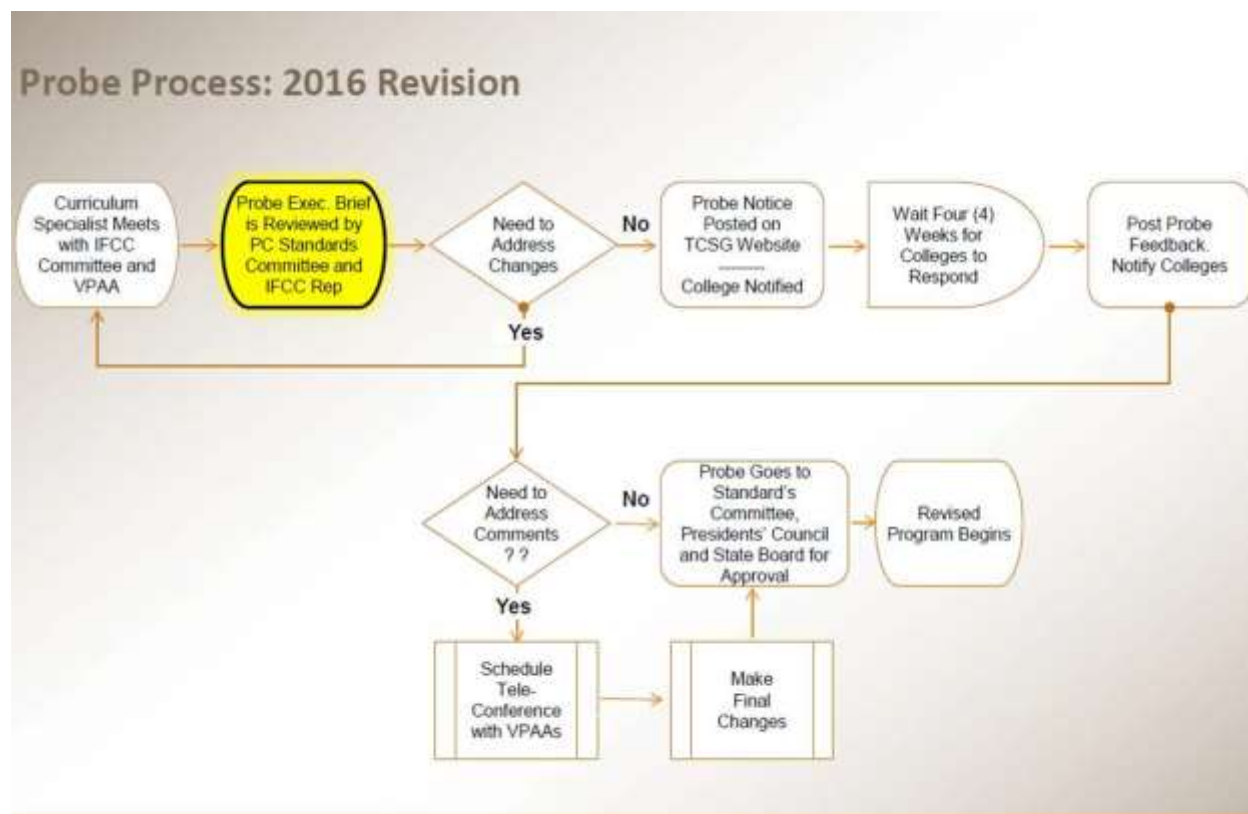 Probe Process: 2016 Revision
Curriculum
Specialist Meets
with IFCC
Committee and
VPAA
Probe Exec. Brief
is Reviewed by
PC Standards
Committee and
IFCC Rep
Need to
Address
Changes
No
Yes
Probe Notice
Posted on
TCSG Website
----------
College Notified
Wait Four (4)
Weeks for
Colleges to
Respond
Post Probe
Feedback.
Notify Colleges
Need to
Address
Comments
? ?
No
Yes
Probe Goes to
Standard's
Committee,
Presidents' Council
and State Board for
Approval
Revised
Program Begins
Schedule
Tele-
Conference
with VPAAs
Make
Final
Changes